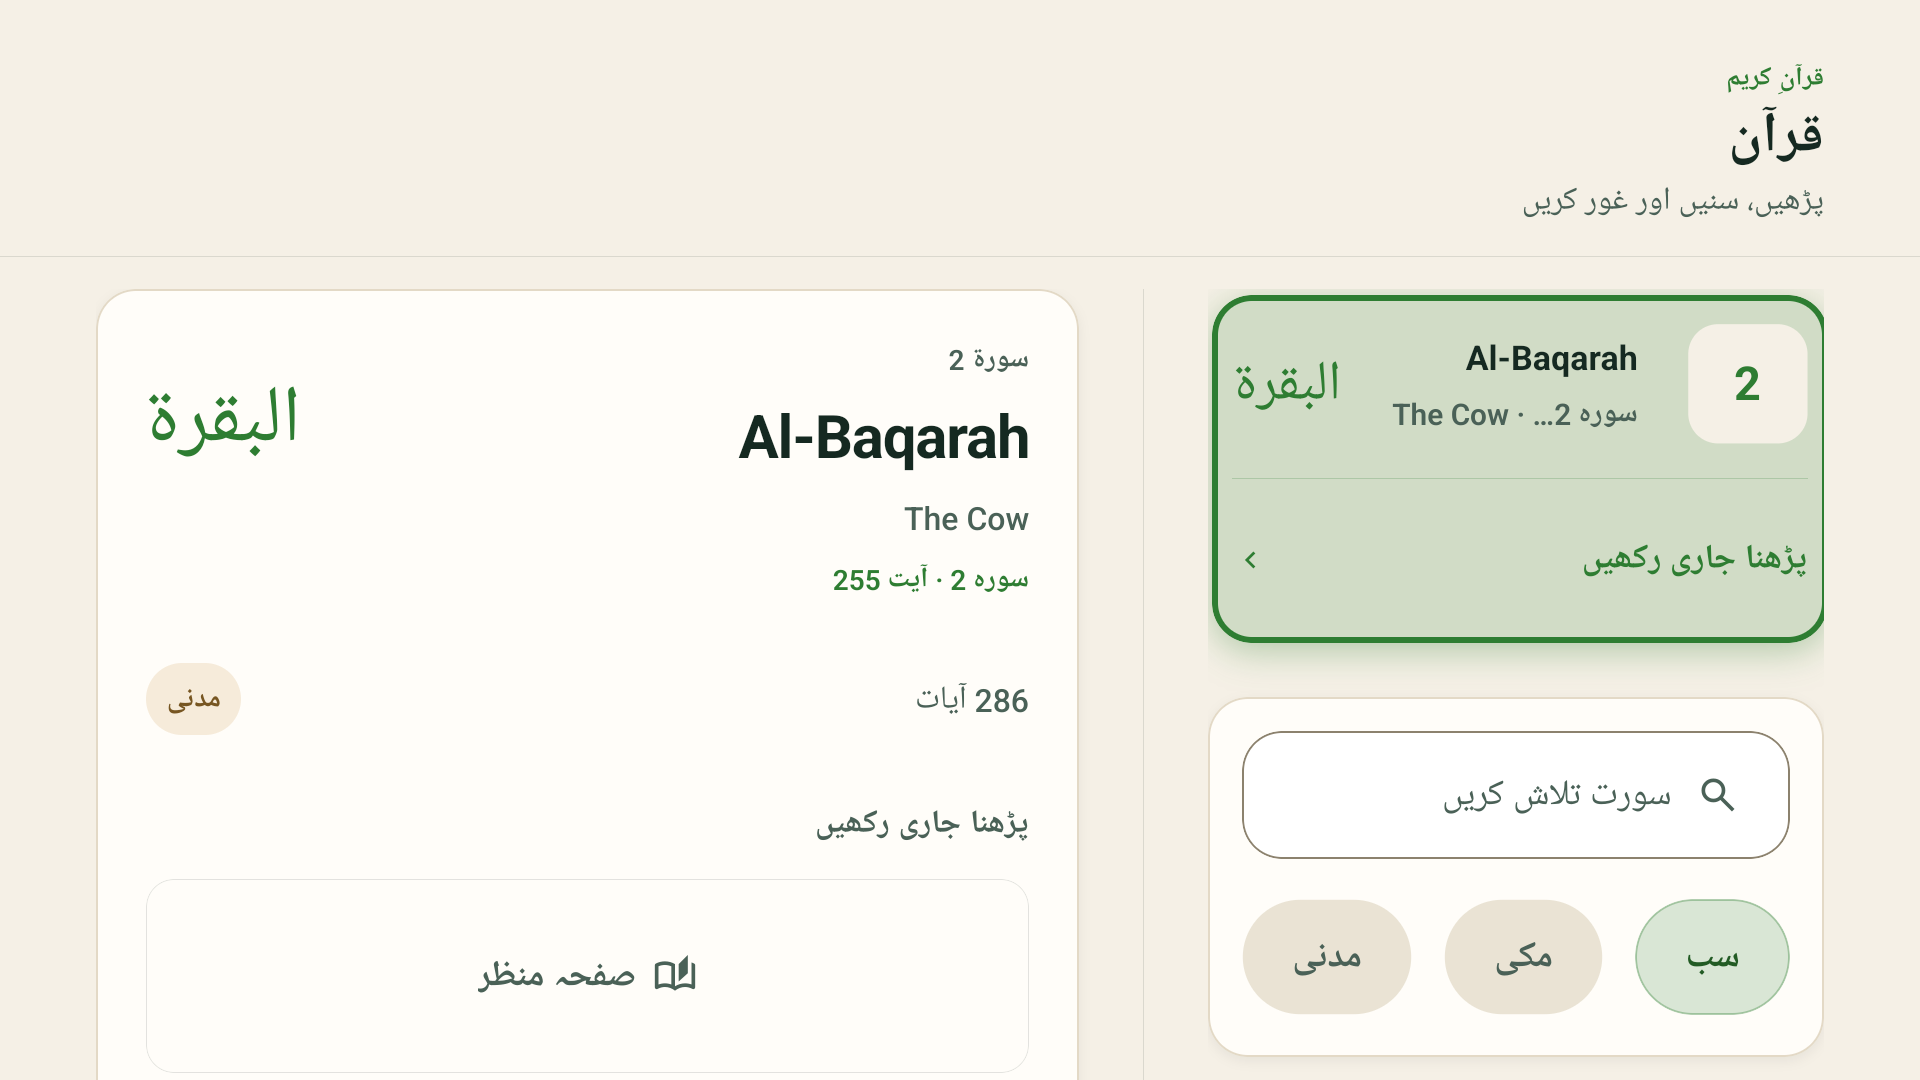 قرآنِ کریم
قرآن
پڑھیں، سنیں اور غور کریں
2
Al-Baqarah
البقرة
سورہ 2... · The Cow
پڑھنا جاری رکھیں
سورت تلاش کریں
سب
مکی
مدنی
سورۃ 2
Al-Baqarah
البقرة
The Cow
سورہ 2 · آیت 255
286 آیات
مدنی
پڑھنا جاری رکھیں
صفحہ منظر